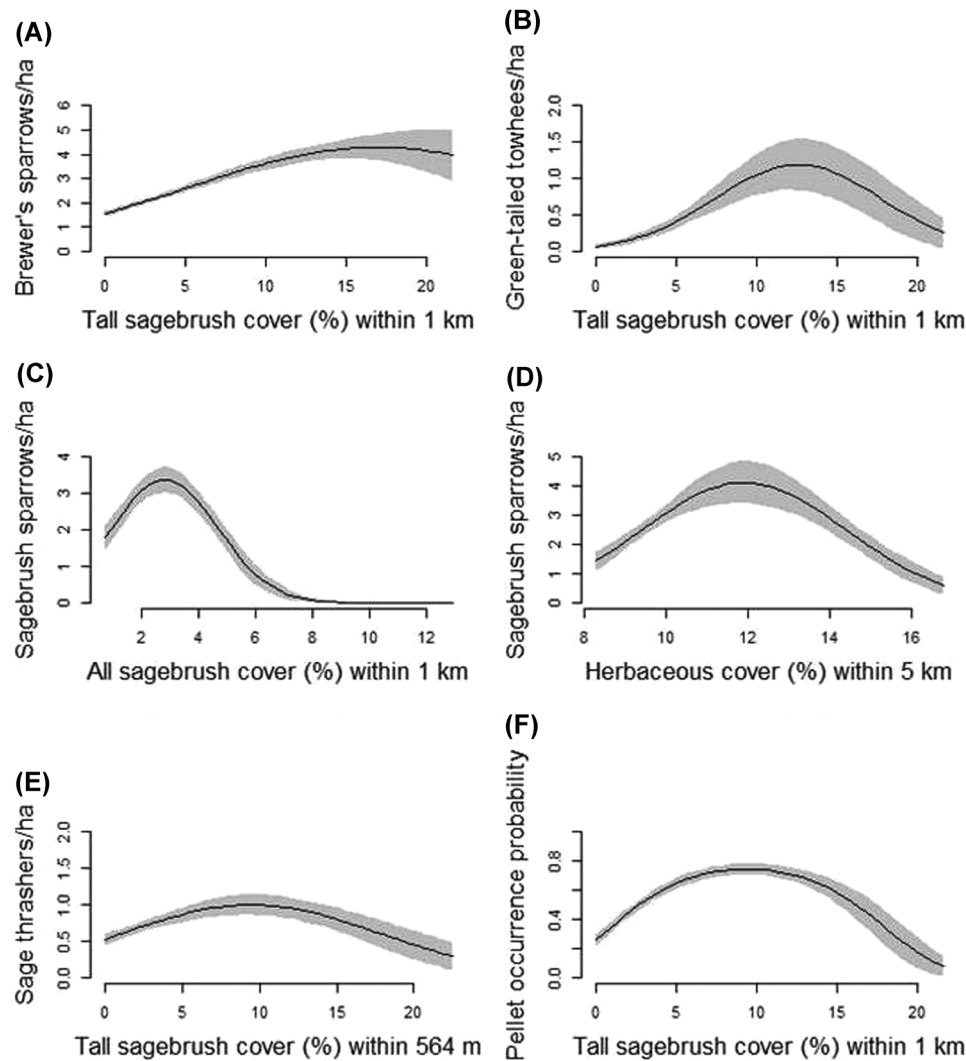 (A)
Brewer's sparrows/ha
6
5
4
3
2
1
0
0 5 10 15 20
Tall sagebrush cover (%) within 1 km
(B)
Green-tailed towhees/ha
2.0
1.5
1.0
0.5
0.0
0 5 10 15 20
Tall sagebrush cover (%) within 1 km
(C)
Sagebrush sparrows/ha
4
3
2
1
0
2 4 6 8 10 12
All sagebrush cover (%) within 1 km
(D)
Sagebrush sparrows/ha
5
4
3
2
1
0
8 10 12 14 16
Herbaceous cover (%) within 5 km
(E)
Sage thrashers/ha
2.0
1.5
1.0
0.5
0.0
0 5 10 15 20
Tall sagebrush cover (%) within 564 m
(F)
Pellet occurrence probability
0.8
0.4
0.0
0 5 10 15 20
Tall sagebrush cover (%) within 1 km